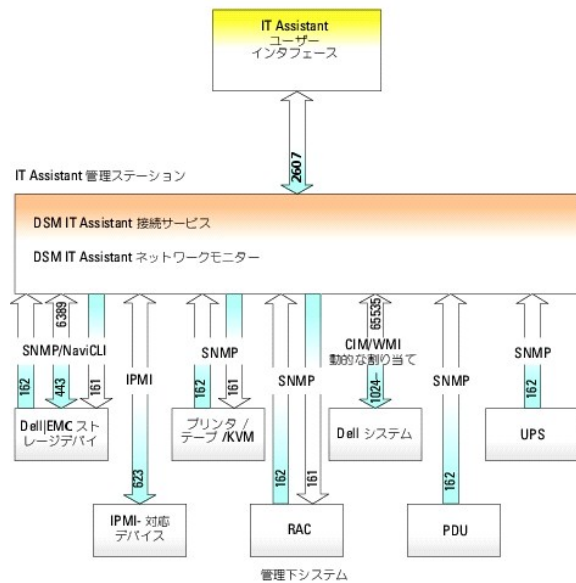 IT Assistant
ユーザー
インタフェース
2607
IT Assistant 管理ステーション
DSM IT Assistant 接続サービス
DSM IT Assistant ネットワークモニター
6389
65535
SNMP/NaviCLI
IPMI
SNMP
SNMP
CIM/WMI
動的な割り当て
SNMP
SNMP
162
443
161
162
161
1024–
162
Dell|EMC スト
レージデバイ
プリンタ /
テープ /KVM
Dell システム
UPS
623
162
161
162
IPMI- 対応
デバイス
RAC
PDU
管理下システム